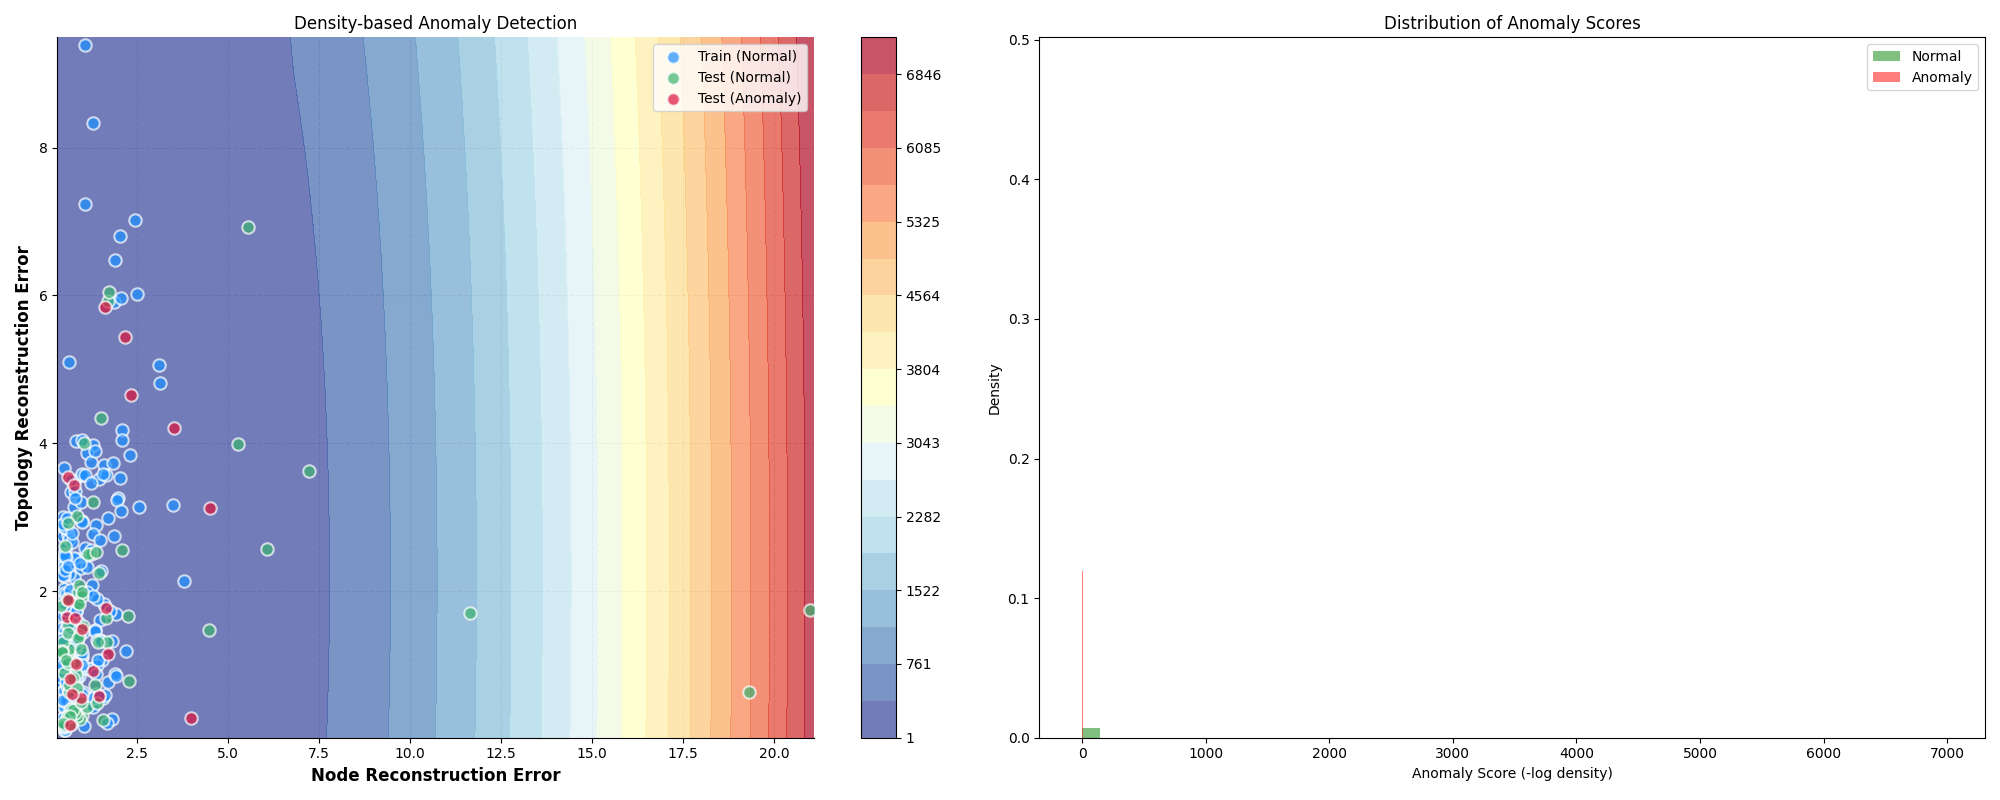 Density-based Anomaly Detection
Topology Reconstruction Error
8
6
4
2
Train (Normal)
Test (Normal)
Test (Anomaly)
2.5 5.0 7.5 10.0 12.5 15.0 17.5 20.0
Node Reconstruction Error
6846
6085
5325
4564
3804
3043
2282
1522
761
1
Distribution of Anomaly Scores
Density
0.5
0.4
0.3
0.2
0.1
0.0
Normal
Anomaly
0 1000 2000 3000 4000 5000 6000 7000
Anomaly Score (-log density)